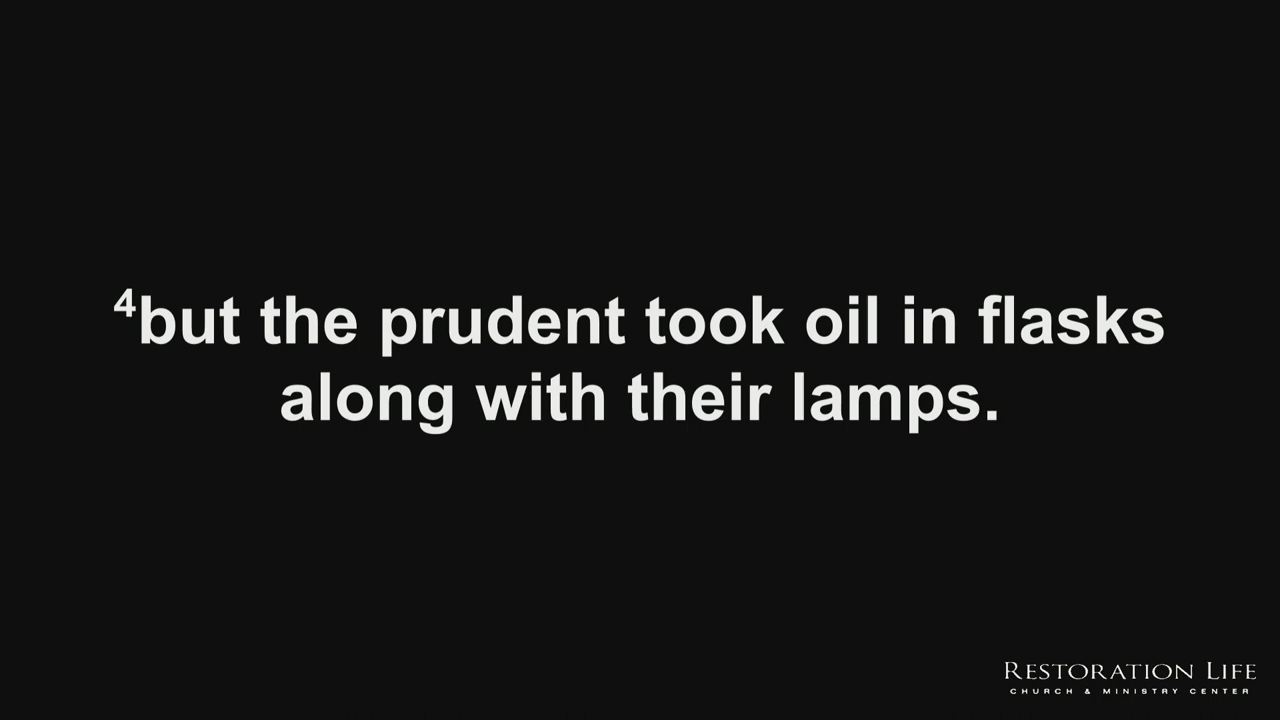 ⁴but the prudent took oil in flasks
along with their lamps.
RESTORATION LIFE
CHURCH & MINISTRY CENTER